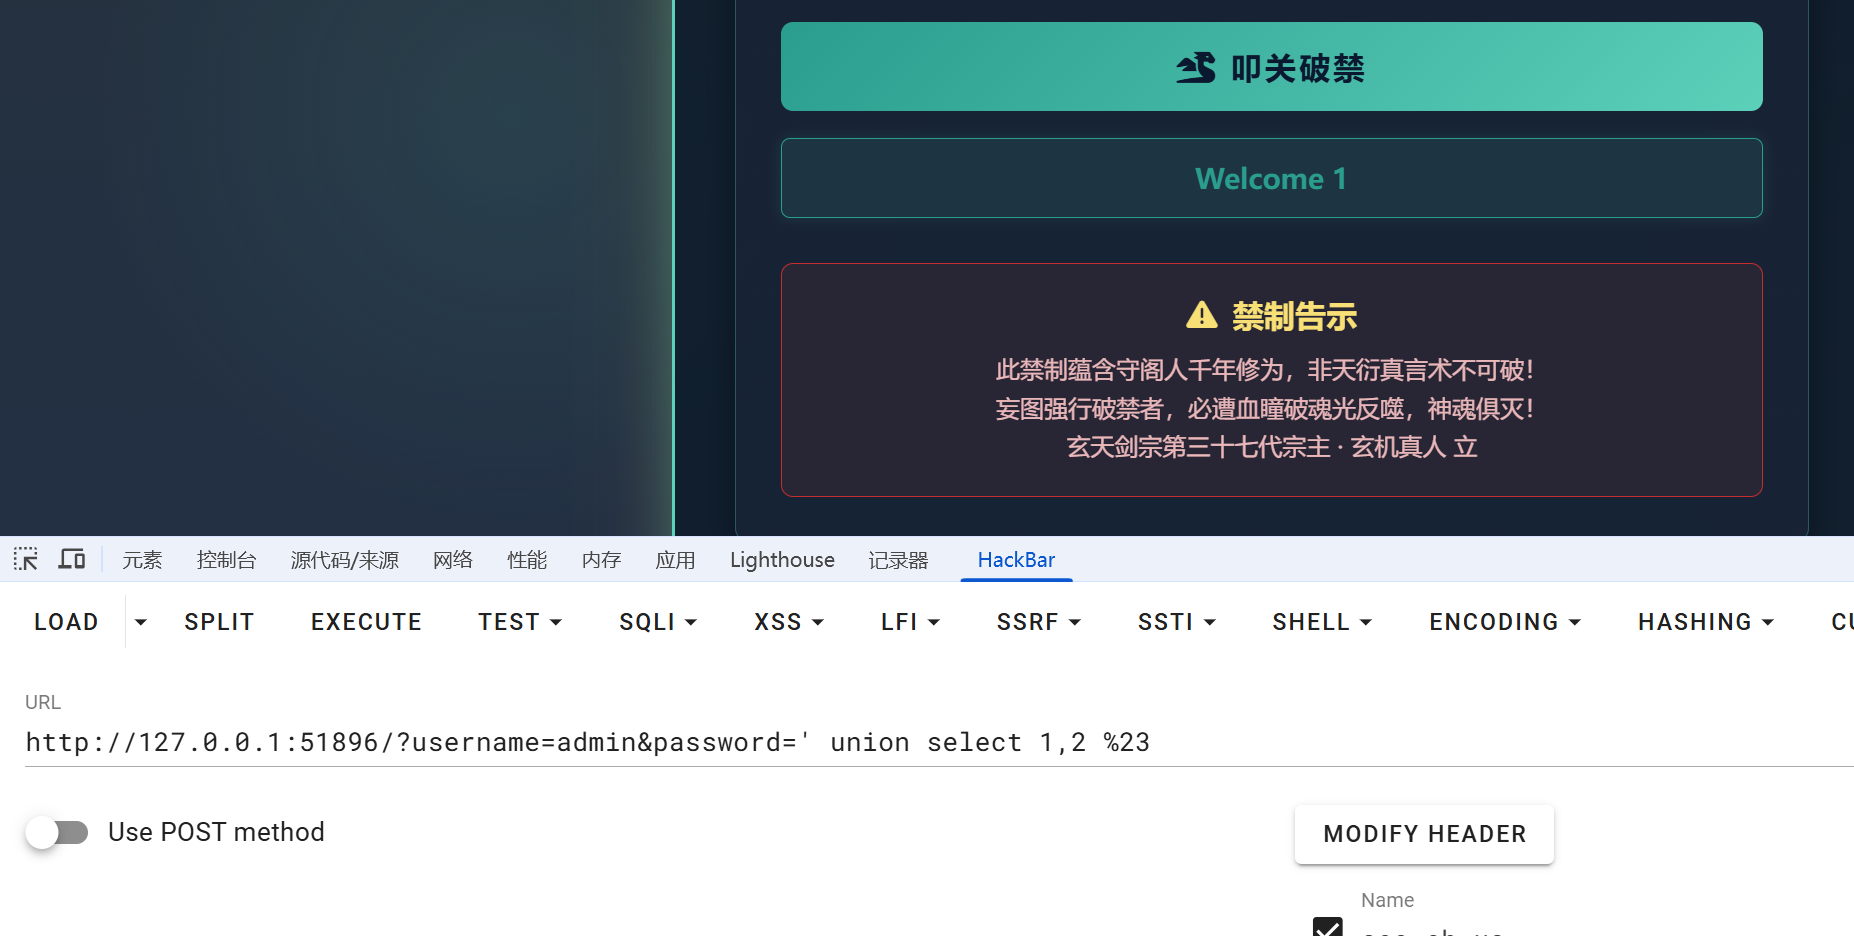 叩关破禁
Welcome 1
禁制告示
此禁制蕴含守阁人千年修为，非天衍真言术不可破！
妄图强行破禁者，必遭血瞳破魂光反噬，神魂俱灭！
玄天剑宗第三十七代宗主 · 玄机真人 立
元素 控制台 源代码/来源 网络 性能 内存 应用 Lighthouse 记录器 HackBar
LOAD SPLIT EXECUTE TEST SQLI XSS LFI SSRF SSTI SHELL ENCODING HASHING CU
URL
http://127.0.0.1:51896/?username=admin&password=' union select 1,2 %23
Use POST method
MODIFY HEADER
Name